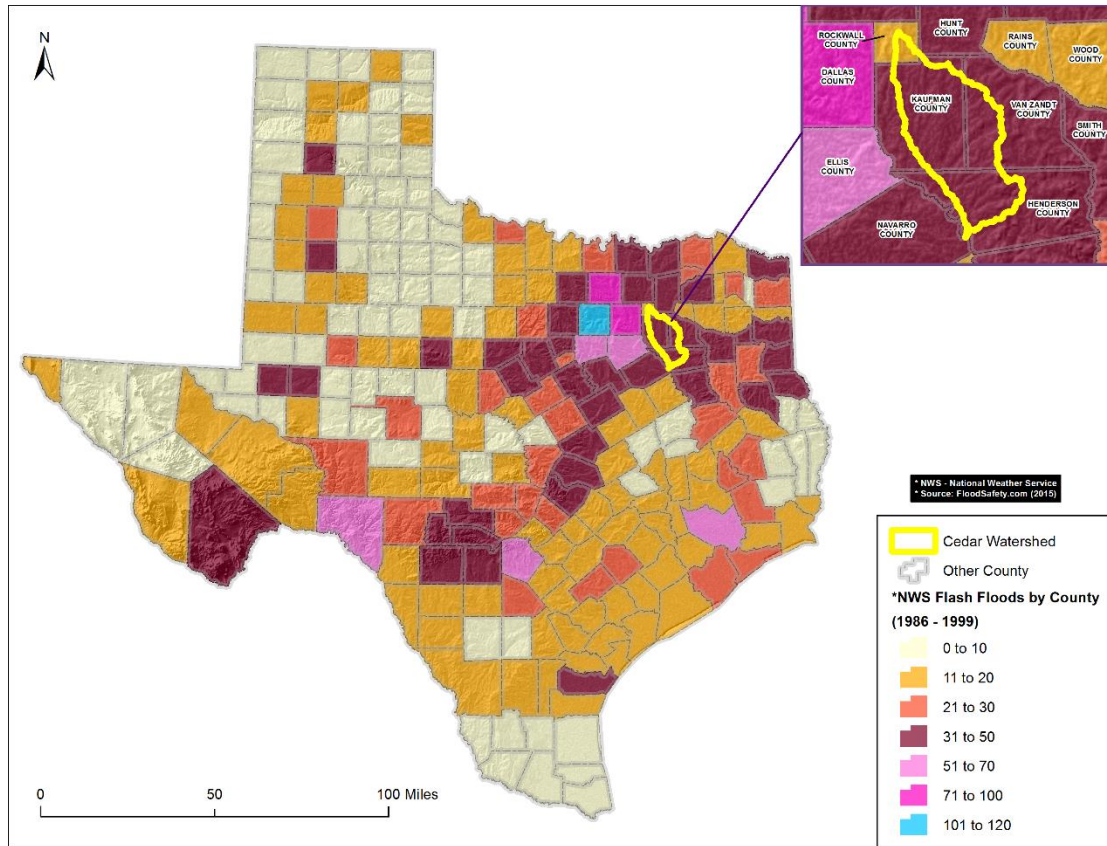 N
HUNT
COUNTY
ROCKWALL
COUNTY
RAINS
COUNTY
WOOD
COUNTY
DALLAS
COUNTY
KAUFMAN
COUNTY
VAN ZANDT
COUNTY
SMITH
COUNTY
ELLIS
COUNTY
HENDERSON
COUNTY
NAVARRO
COUNTY
* NWS - National Weather Service
* Source: FloodSafety.com (2015)
Cedar Watershed
Other County
*NWS Flash Floods by County
(1986 - 1999)
0 to 10
11 to 20
21 to 30
31 to 50
51 to 70
71 to 100
101 to 120
0 50 100 Miles